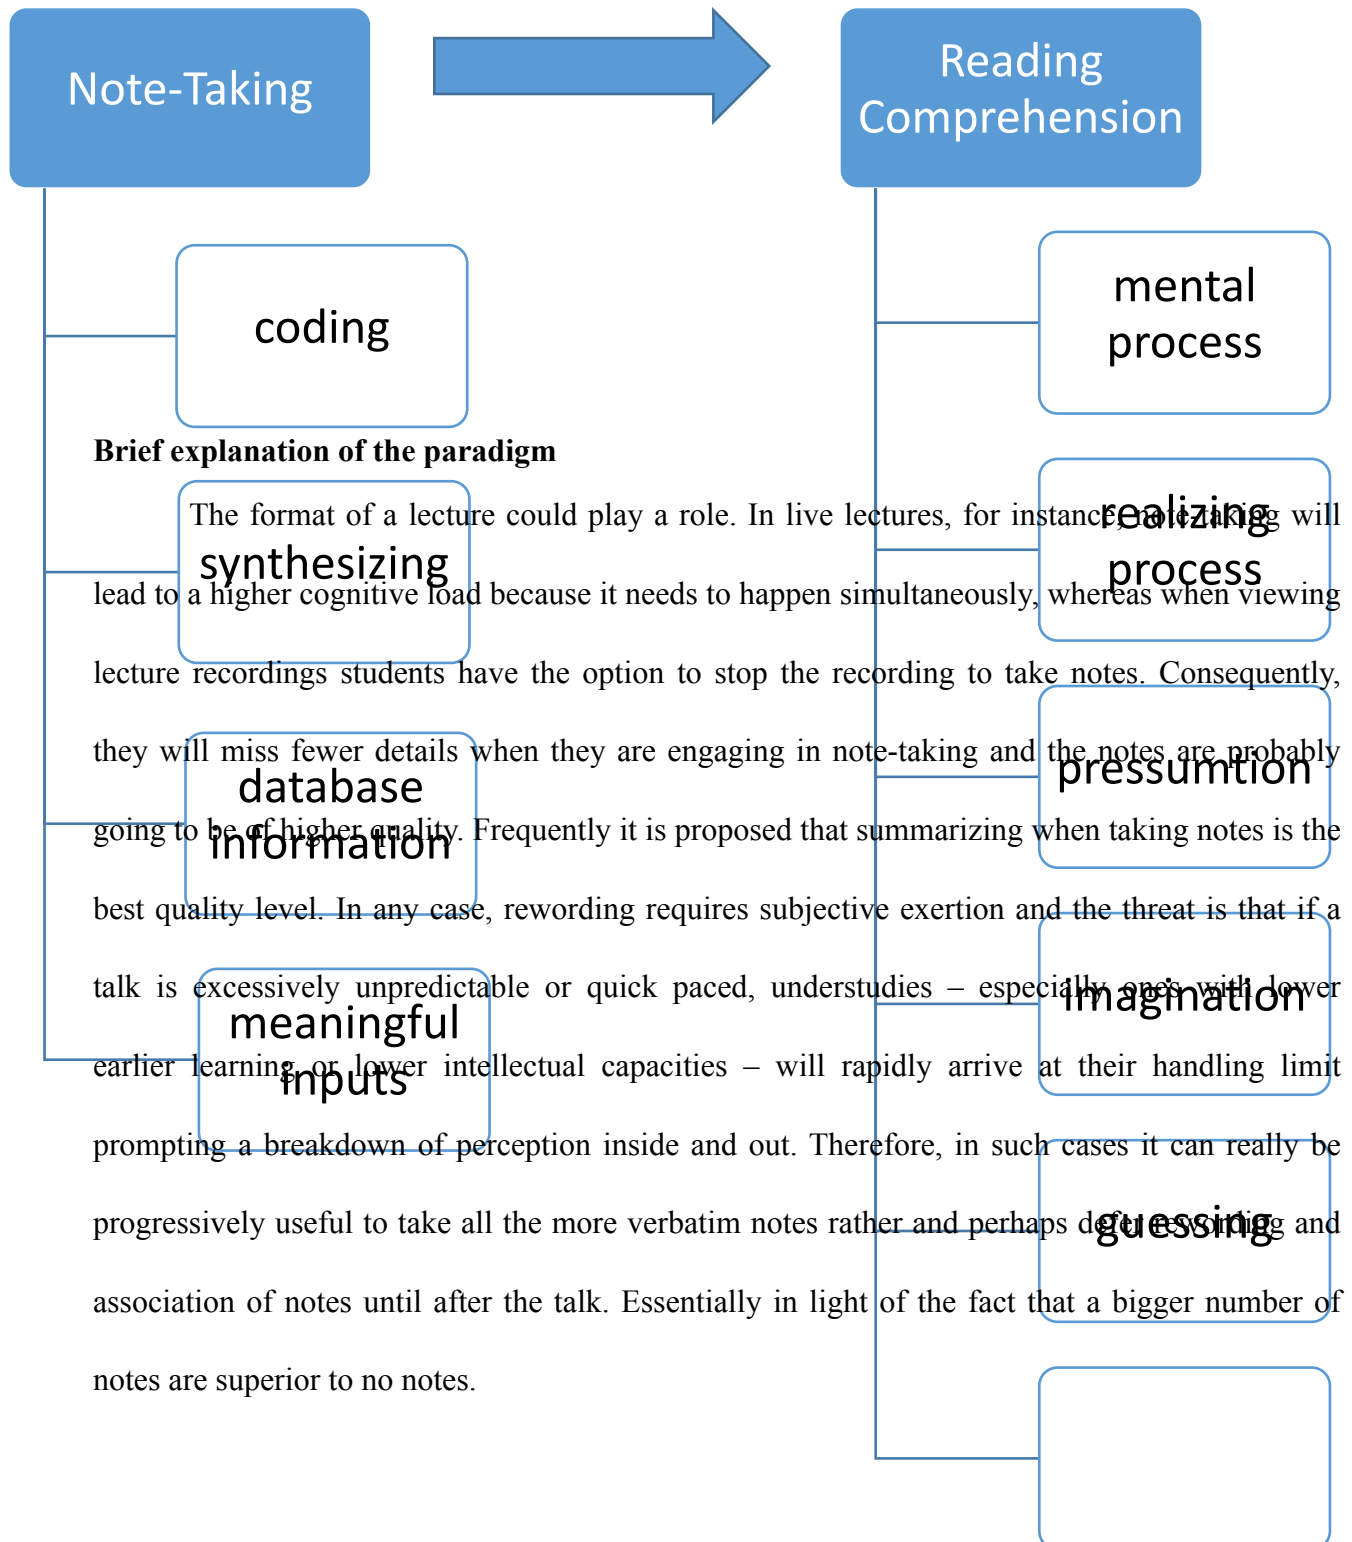 Note-Taking
Reading
Comprehension
coding
mental
process
Brief explanation of the paradigm
synthesizing
realizing
process
The format of a lecture could play a role. In live lectures, for instance, note-taking will
lead to a higher cognitive load because it needs to happen simultaneously, whereas when viewing
lecture recordings students have the option to stop the recording to take notes. Consequently,
they will miss fewer details when they are engaging in note-taking and the notes are probably
database
information
pressumtion
going to be of higher quality. Frequently it is proposed that summarizing when taking notes is the
best quality level. In any case, rewording requires subjective exertion and the threat is that if a
talk is excessively unpredictable or quick paced, understudies – especially ones with lower
meaningful
inputs
imagination
earlier learning or lower intellectual capacities – will rapidly arrive at their handling limit
prompting a breakdown of perception inside and out. Therefore, in such cases it can really be
progressively useful to take all the more verbatim notes rather and perhaps defer rewording and
guessing
association of notes until after the talk. Essentially in light of the fact that a bigger number of
notes are superior to no notes.